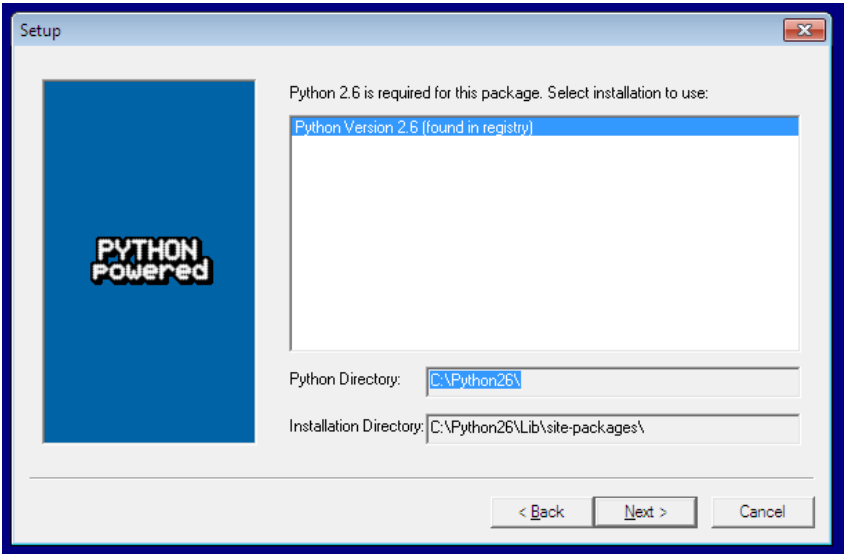 Setup
Python 2.6 is required for this package. Select installation to use:
Python Version 2.6 (found in registry)
PYTHON
powered
Python Directory: C:\Python26\
Installation Directory: C:\Python26\Lib\site-packages\
< Back Next > Cancel